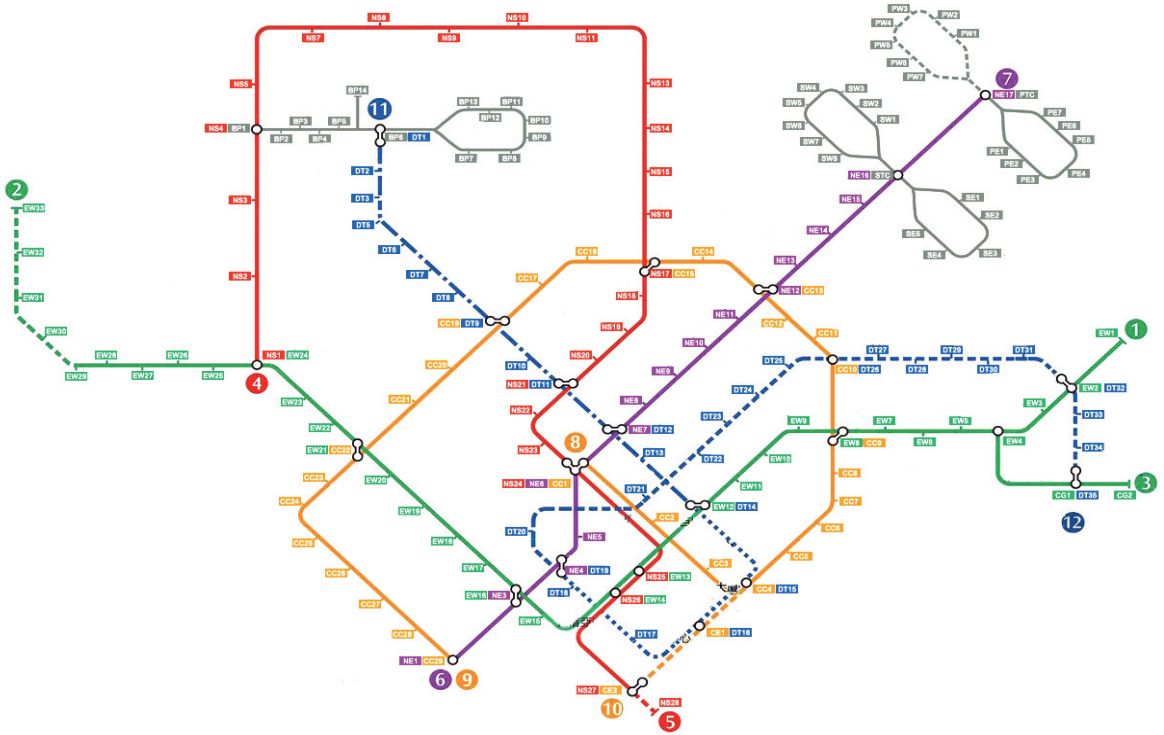 NS8
NS10
NS7
NS9
NS11
PW3
PW2
PW4
PW1
PW5
PW6
PW7
7
NE17 PTC
NS5
BP14
11
NS13
SW4
SW3
SW5
SW2
SW6
SW1
SW7
SW8
PE7
PE6
PE5
PE1
PE2
PE3
PE4
NS4 BP1
BP3
BP5
BP2
BP4
BP6 DT1
BP13
BP11
BP12
BP10
BP9
BP7
BP8
NS14
DT2
NS15
NE16 STC
2
EW33
NS3
DT3
NS16
NE15
SE1
SE2
SE5
SE4
SE3
DT5
NE14
EW32
DT6
CC16
CC14
NE13
NS2
DT7
CC17
NS17 CC15
EW31
DT8
NS18
NE12 CC13
EW30
CC19 DT9
NS19
NE11
CC12
CC11
1
EW1
EW28
EW26
NS1 EW24
NE10
EW29
EW27
EW25
4
CC20
DT10
NS20
NE9
DT25
DT27
DT29
DT31
CC10 DT26
DT28
DT30
NS21 DT11
DT24
EW2 DT32
EW23
CC21
NS22
NE8
EW3
EW22
DT23
DT33
EW21 CC22
NS23
8
NE7 DT12
EW9
EW7
EW5
EW8 CC9
EW6
EW4
DT34
CC23
EW20
DT13
DT22
EW10
CC24
NS24 NE6 CC1
DT21
EW11
CC8
3
CG1 DT35
CG2
EW19
CC2
EW12 DT14
CC7
12
CC25
EW18
DT20
NE5
CC6
CC26
EW17
NE4 DT19
CC3
CC5
NS25 EW13
EW16 NE3
DT18
NS26 EW14
CC4 DT15
CC27
EW15
CC28
DT17
CE1 DT16
NE1 CC29
6
9
NS27 CE2
10
NS28
5